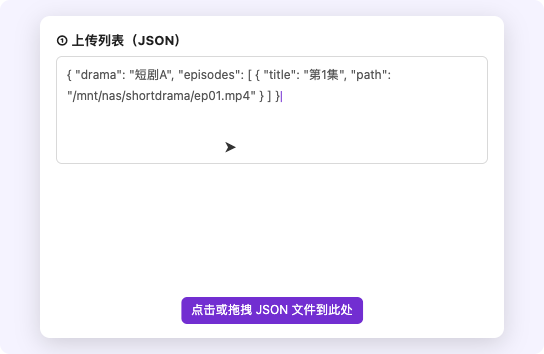 ① 上传列表（JSON）
{ "drama": "短剧A", "episodes": [ { "title": "第1集", "path":
"/mnt/nas/shortdrama/ep01.mp4" } ] }
点击或拖拽 JSON 文件到此处